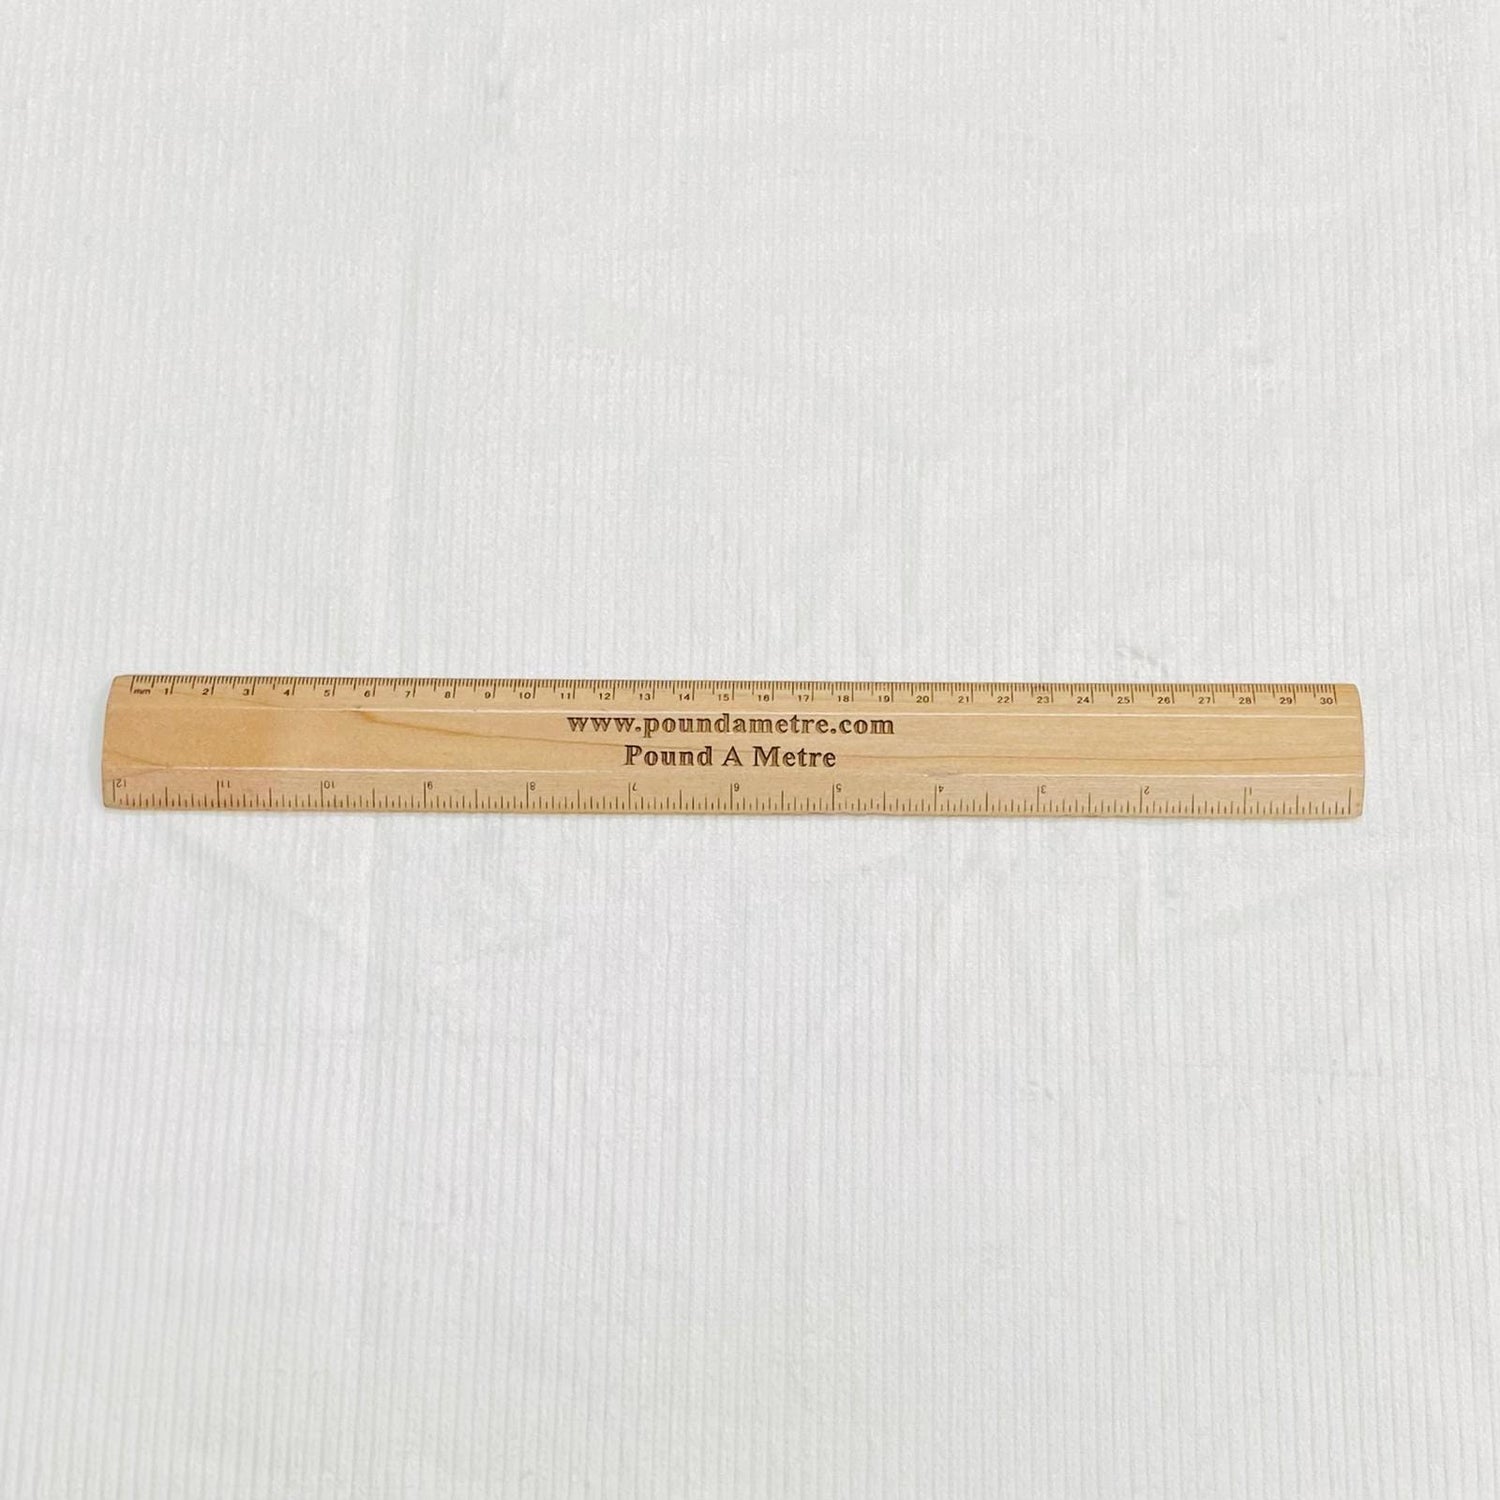 mm 1 2 3 4 5 6 7 8 9 10 11 12 13 14 15 16 17 18 19 20 21 22 23 24 25 26 27 28 29 30
www.poundametre.com
Pound A Metre
12 11 10 9 8 7 6 5 4 3 2 1